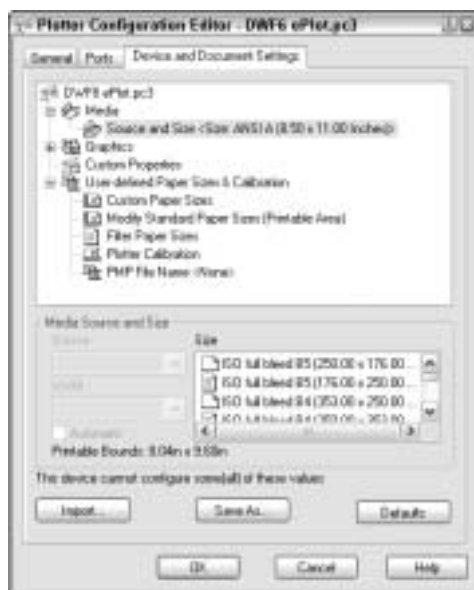 Plotter Configuration Editor - DWF6 ePlot.pc3
General Ports Device and Document Settings
DWF6 ePlot.pc3
Media
Source and Size <Size: ANSI A (8.50 x 11.00 Inches)>
Graphics
Custom Properties
User-defined Paper Sizes & Calibration
Custom Paper Sizes
Modify Standard Paper Sizes (Printable Area)
Filter Paper Sizes
Plotter Calibration
PMP File Name <None>
Media Source and Size
Source
Size
ISO full bleed B5 (250.00 x 176.00 ...
Width
ISO full bleed B5 (176.00 x 250.00 ...
ISO full bleed B4 (353.00 x 250.00 ...
ISO full bleed B4
Automatic
Printable Bounds:
This device cannot configure some(all) of these values
Import... Save As... Defaults
OK Cancel Help